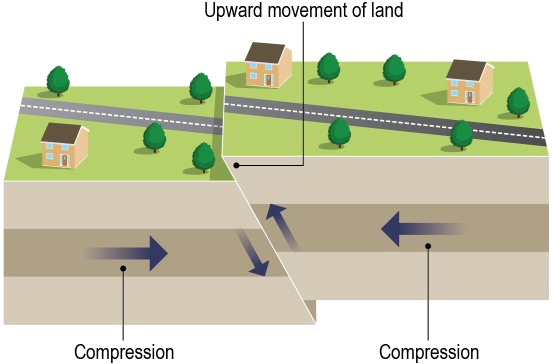 Upward movement of land
Compression
Compression